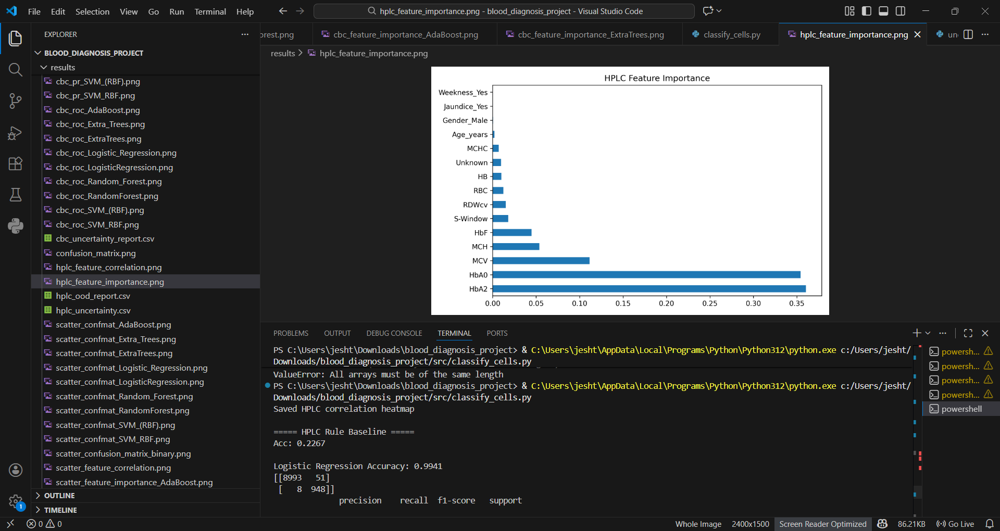 File Edit Selection View Go Run Terminal Help
hplc_feature_importance.png - blood_diagnosis_project - Visual Studio Code
EXPLORER
BLOOD_DIAGNOSIS_PROJECT
results
cbc_pr_SVM_(RBF).png
cbc_pr_SVM_RBF.png
cbc_roc_AdaBoost.png
cbc_roc_Extra_Trees.png
cbc_roc_ExtraTrees.png
cbc_roc_Logistic_Regression.png
cbc_roc_LogisticRegression.png
cbc_roc_Random_Forest.png
cbc_roc_RandomForest.png
cbc_roc_SVM_(RBF).png
cbc_roc_SVM_RBF.png
cbc_uncertainty_report.csv
confusion_matrix.png
hplc_feature_correlation.png
hplc_feature_importance.png
hplc_ood_report.csv
hplc_uncertainty.csv
scatter_confmat_AdaBoost.png
scatter_confmat_Extra_Trees.png
scatter_confmat_ExtraTrees.png
scatter_confmat_Logistic_Regression.png
scatter_confmat_LogisticRegression.png
scatter_confmat_Random_Forest.png
scatter_confmat_RandomForest.png
scatter_confmat_SVM_(RBF).png
scatter_confmat_SVM_RBF.png
scatter_confusion_matrix_binary.png
scatter_feature_correlation.png
scatter_feature_importance_AdaBoost.png
OUTLINE
TIMELINE
orest.png cbc_feature_importance_AdaBoost.png cbc_feature_importance_ExtraTrees.png classify_cells.py hplc_feature_importance.png un
results > hplc_feature_importance.png
HPLC Feature Importance
Weekness_Yes
Jaundice_Yes
Gender_Male
Age_years
MCHC
Unknown
HB
RBC
RDWcv
S-Window
HbF
MCH
MCV
HbA0
HbA2
0.00 0.05 0.10 0.15 0.20 0.25 0.30 0.35
PROBLEMS OUTPUT DEBUG CONSOLE TERMINAL PORTS
PS C:\Users\jesht\Downloads\blood_diagnosis_project> & C:\Users\jesht\AppData\Local\Programs\Python\Python312\python.exe c:/Users/jesht/
Downloads/blood_diagnosis_project/src/classify_cells.py
ValueError: All arrays must be of the same length
PS C:\Users\jesht\Downloads\blood_diagnosis_project> & C:\Users\jesht\AppData\Local\Programs\Python\Python312\python.exe c:/Users/jesht/
Downloads/blood_diagnosis_project/src/classify_cells.py
Saved HPLC correlation heatmap
===== HPLC Rule Baseline =====
Acc: 0.2267
Logistic Regression Accuracy: 0.9941
[[8993 51]
[ 8 948]]
precision recall f1-score support
powersh...
powersh...
powersh...
powersh...
powershell
1
0 0
Whole Image 2400x1500 Screen Reader Optimized 86.21KB Go Live